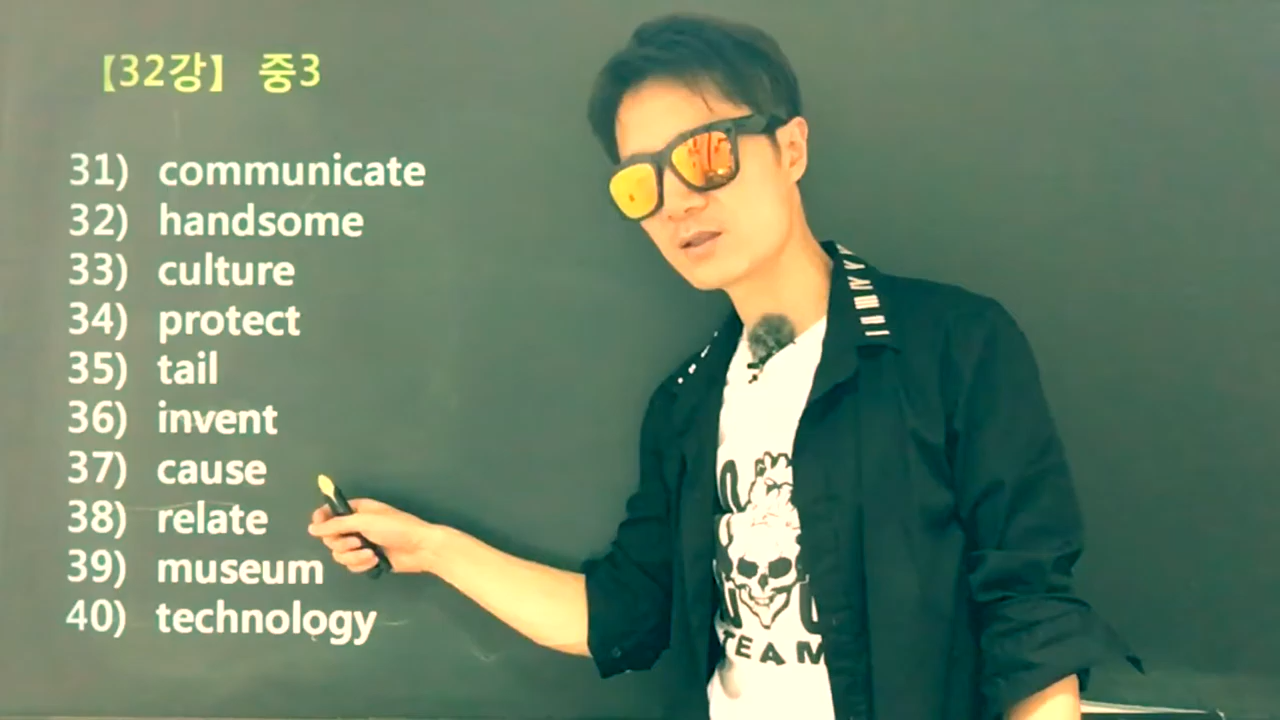 【32강】 중3
31) communicate
32) handsome
33) culture
34) protect
35) tail
36) invent
37) cause
38) relate
39) museum
40) technology
TEAM